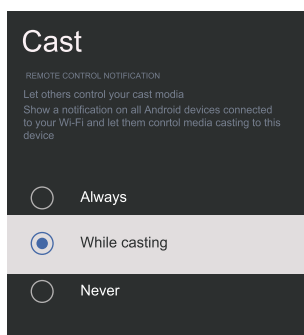 Cast
REMOTE CONTROL NOTIFICATION
Let others control your cast modia
Show a notification on all Android devices connected
to your Wi-Fi and let them conrtol media casting to this
device
Always
While casting
Never